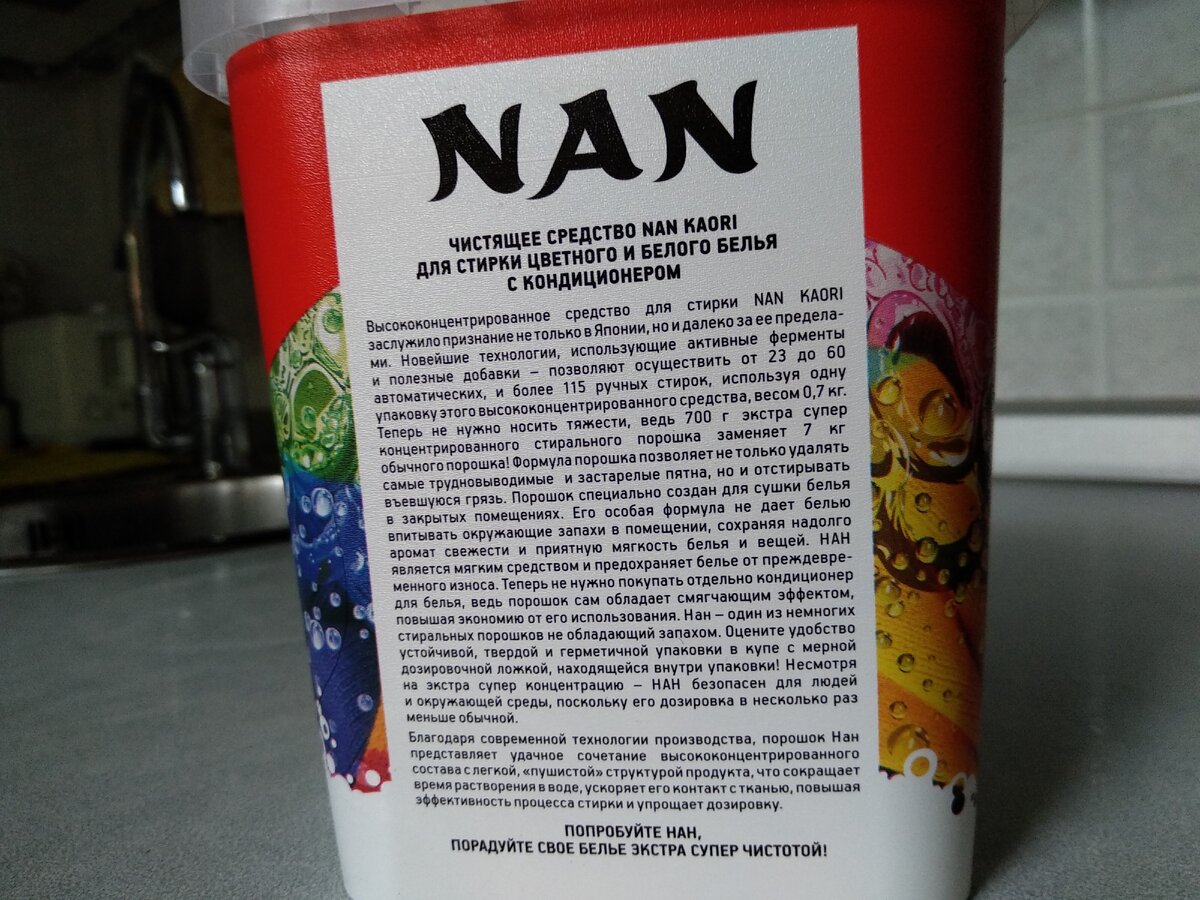 NAN
ЧИСТЯЩЕЕ СРЕДСТВО NAN KAORI
ДЛЯ СТИРКИ ЦВЕТНОГО И БЕЛОГО БЕЛЬЯ
С КОНДИЦИОНЕРОМ
Высококонцентрированное средство для стирки NAN KAORI
заслужило признание не только в Японии, но и далеко за ее предела-
ми. Новейшие технологии, использующие активные ферменты
и полезные добавки – позволяют осуществить от 23 до 60
автоматических, и более 115 ручных стирок, используя одну
упаковку этого высококонцентрированного средства, весом 0,7 кг.
Теперь не нужно носить тяжести, ведь 700 г экстра супер
концентрированного стирального порошка заменяет 7 кг
обычного порошка! Формула порошка позволяет не только удалять
самые трудновыводимые и застарелые пятна, но и отстирывать
въевшуюся грязь. Порошок специально создан для сушки белья
в закрытых помещениях. Его особая формула не дает белью
впитывать окружающие запахи в помещении, сохраняя надолго
аромат свежести и приятную мягкость белья и вещей. НАН
является мягким средством и предохраняет белье от преждевре-
менного износа. Теперь не нужно покупать отдельно кондиционер
для белья, ведь порошок сам обладает смягчающим эффектом,
повышая экономию от его использования. Нан – один из немногих
стиральных порошков не обладающий запахом. Оцените удобство
устойчивой, твердой и герметичной упаковки в купе с мерной
дозировочной ложкой, находящейся внутри упаковки! Несмотря
на экстра супер концентрацию – НАН безопасен для людей
и окружающей среды, поскольку его дозировка в несколько раз
меньше обычной.
Благодаря современной технологии производства, порошок Нан
представляет удачное сочетание высококонцентрированного
состава с легкой, «пушистой» структурой продукта, что сокращает
время растворения в воде, ускоряет его контакт с тканью, повышая
эффективность процесса стирки и упрощает дозировку.
ПОПРОБУЙТЕ НАН,
ПОРАДУЙТЕ СВОЕ БЕЛЬЕ ЭКСТРА СУПЕР ЧИСТОТОЙ!